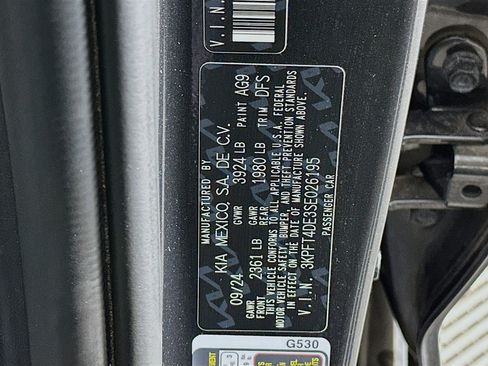 V.I.N.
MANUFACTURED BY
KIA MEXICO, S.A. DE C.V.
09/24 GVWR 3924 LB PAINT AG9
GAWR FRONT 2361 LB GAWR REAR 1980 LB TRIM DFS
THIS VEHICLE CONFORMS TO ALL APPLICABLE U.S.A. FEDERAL
MOTOR VEHICLE SAFETY, BUMPER, AND THEFT PREVENTION STANDARDS
IN EFFECT ON THE DATE OF MANUFACTURE SHOWN ABOVE.
V.I.N. 3KPFT4DE3SE026195
PASSENGER CAR
G530